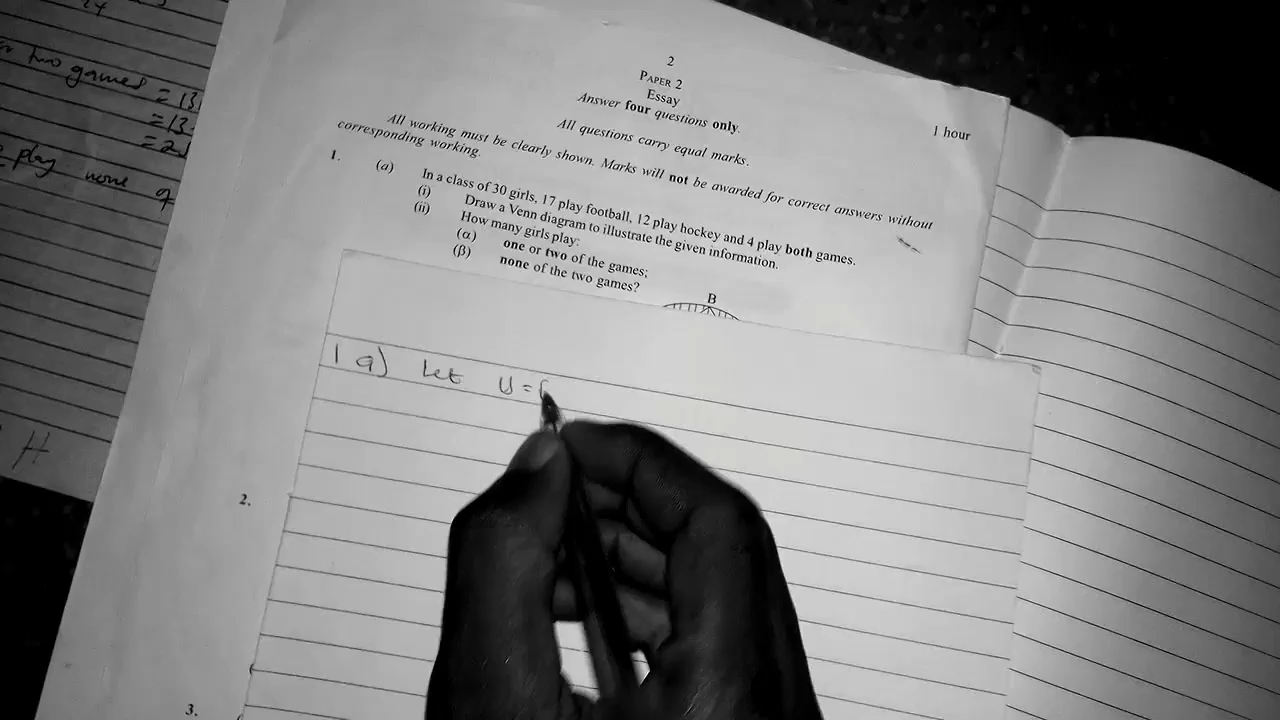 2
PAPER 2
Essay
Answer four questions only.
1 hour
All questions carry equal marks.
All working must be clearly shown. Marks will not be awarded for correct answers without
corresponding working.
1.
(a) In a class of 30 girls, 17 play football, 12 play hockey and 4 play both games.
(i) Draw a Venn diagram to illustrate the given information.
(ii) How many girls play:
(α) one or two of the games;
(β) none of the two games?
B
1 a) Let U = {
2.
3.
two games = 13
= 13
=
play none of
H